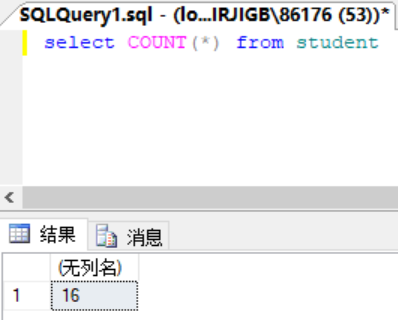 SQLQuery1.sql - (lo...IRJIGB\86176 (53))*
select COUNT(*) from student
结果
消息
(无列名)
1 16